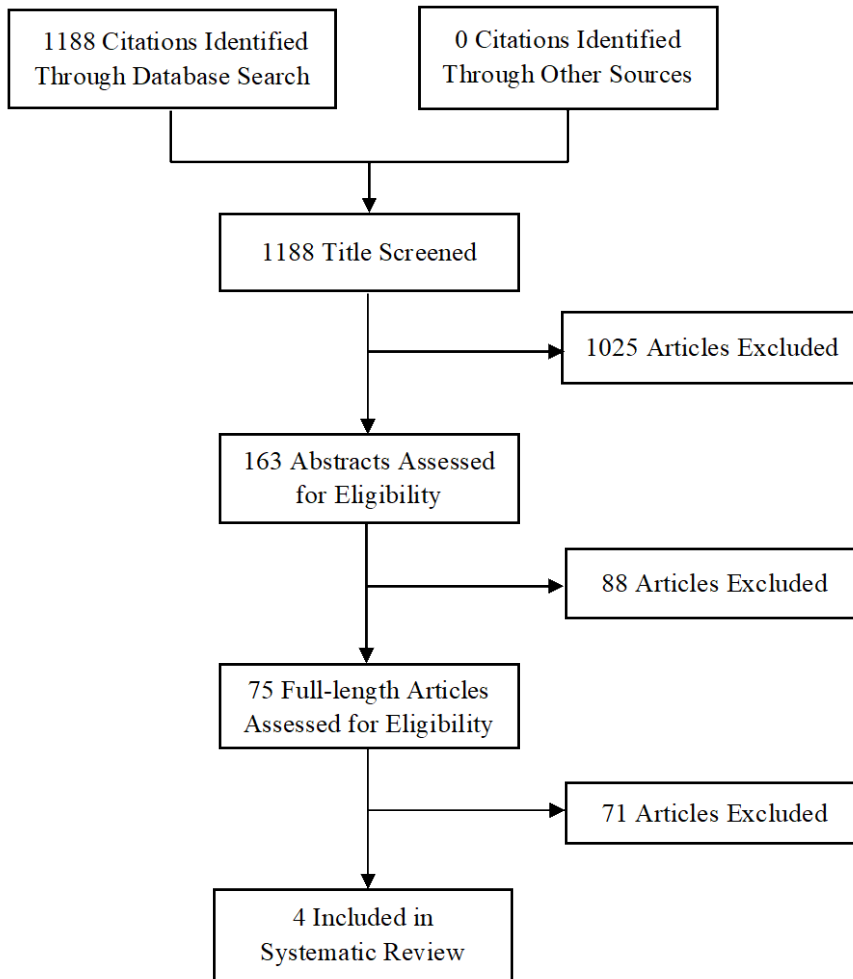 1188 Citations Identified
Through Database Search
0 Citations Identified
Through Other Sources
1188 Title Screened
1025 Articles Excluded
163 Abstracts Assessed
for Eligibility
88 Articles Excluded
75 Full-length Articles
Assessed for Eligibility
71 Articles Excluded
4 Included in
Systematic Review